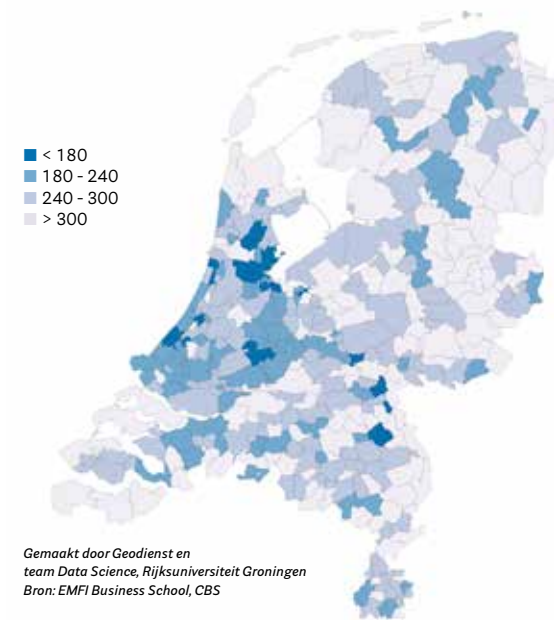 < 180
180 - 240
240 - 300
> 300
Gemaakt door Geodienst en
team Data Science, Rijksuniversiteit Groningen
Bron: EMFI Business School, CBS